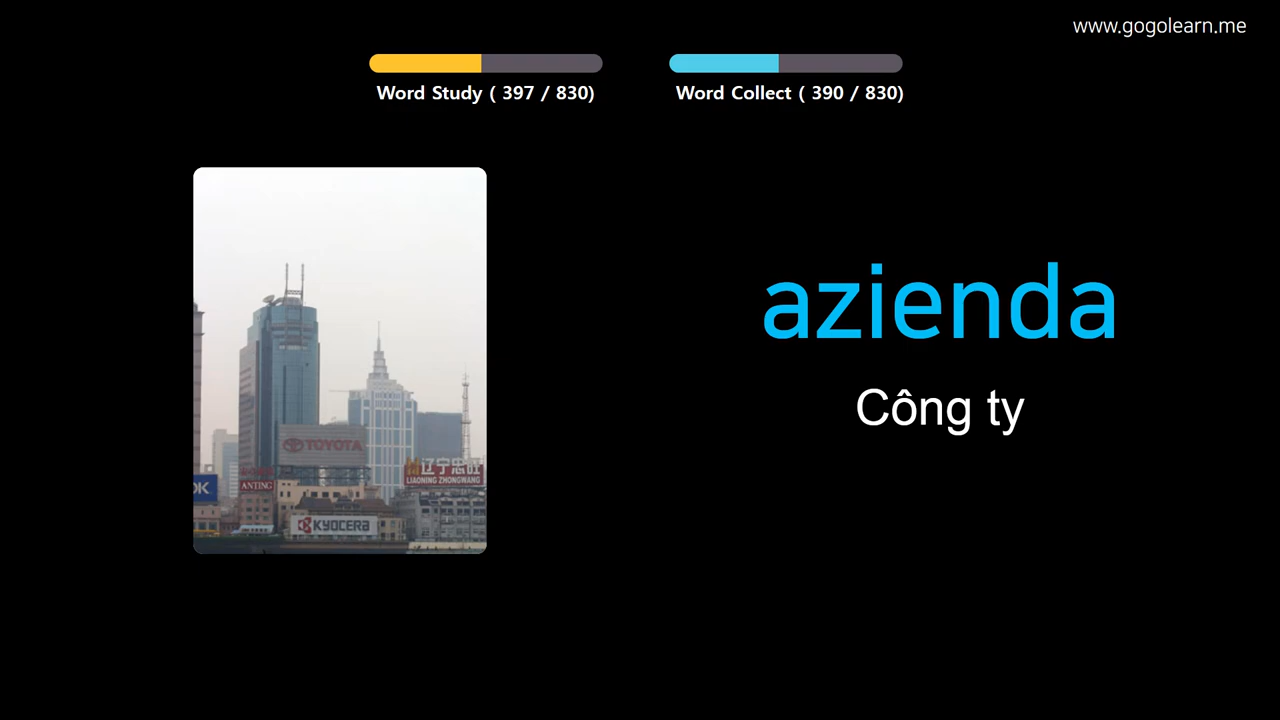 www.gogolearn.me
Word Study ( 397 / 830)
Word Collect ( 390 / 830)
azienda
Công ty
TOYOTA
辽宁忠旺
LIAONING ZHONGWANG
OK
ANTING
KYOCERA